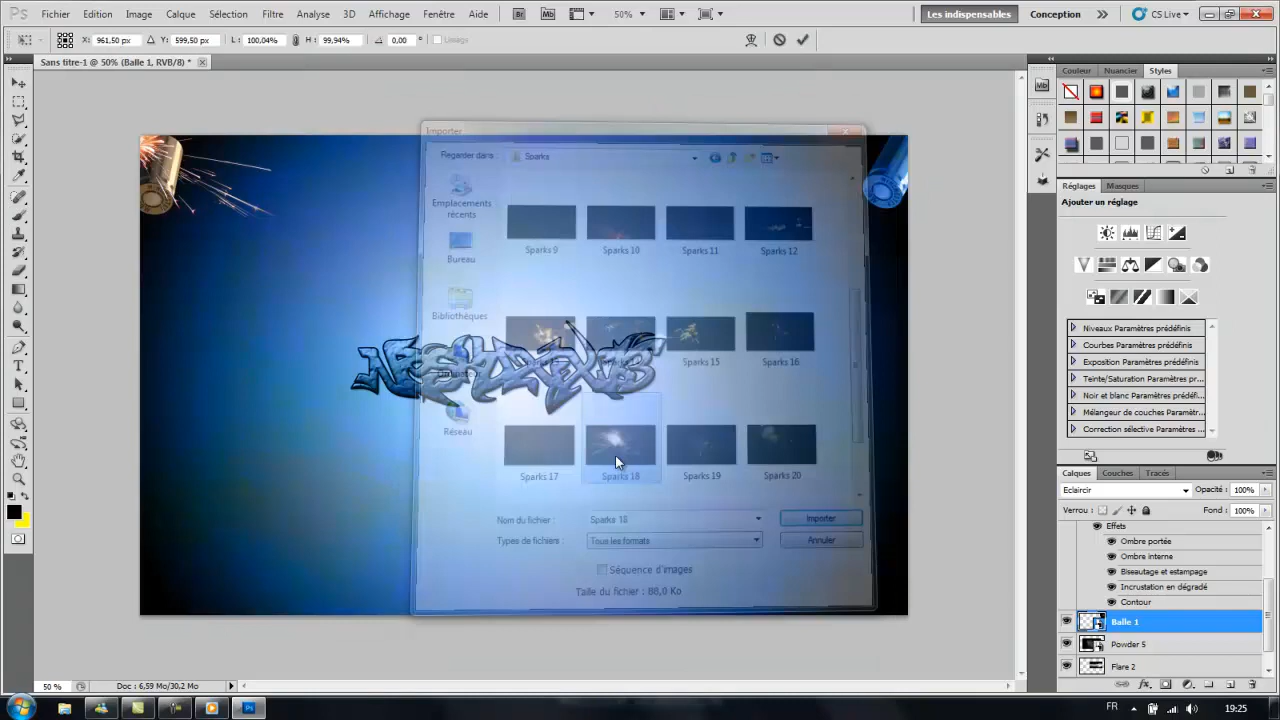 Ps Fichier Edition Image Calque Sélection Filtre Analyse 3D Affichage Fenêtre Aide Br Mb 50% Les indispensables Conception CS Live
X: 961,50 px Y: 599,50 px L: 100,04% H: 99,94% 0,00 °
Sans titre-1 @ 50% (Balle 1, RVB/8) *
Couleur Nuancier Styles
Mb
Importer
Regarder dans : Sparks
Emplacements récents
Bureau
Bibliothèques
Réseau
Sparks 9 Sparks 10 Sparks 11 Sparks 12
Sparks 15 Sparks 16
Sparks 17 Sparks 18 Sparks 19 Sparks 20
Nom du fichier : Sparks 18 Importer
Types de fichiers : Tous les formats Annuler
Séquence d'images
Taille du fichier : 88,0 Ko
Réglages Masques
Ajouter un réglage
Niveaux Paramètres prédéfinis
Courbes Paramètres prédéfinis
Exposition Paramètres prédéfinis
Teinte/Saturation Paramètres pr...
Noir et blanc Paramètres prédéfi...
Mélangeur de couches Paramètr...
Correction sélective Paramètres ...
Calques Couches Tracés
Eclaircir Opacité : 100%
Verrou : Fond : 100%
Effets
Ombre portée
Ombre interne
Biseautage et estampage
Incrustation en dégradé
Contour
Balle 1
Powder 5
Flare 2
50 % Doc : 6,59 Mo/30,2 Mo
FR 19:25